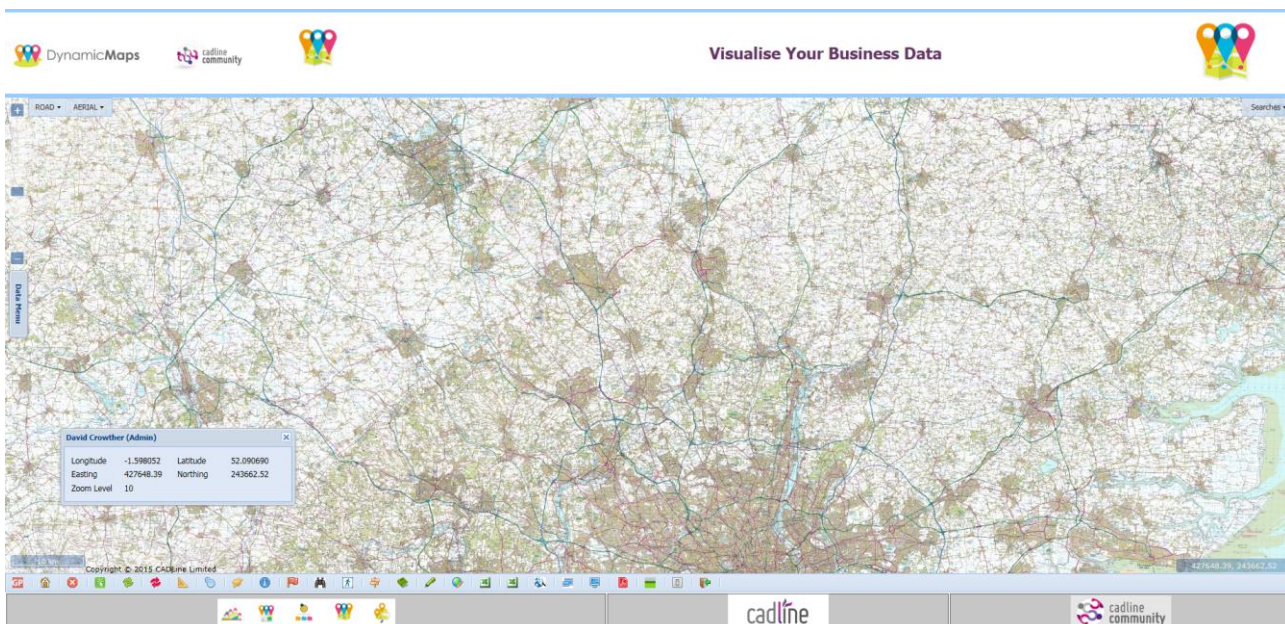 DynamicMaps
cadline
community
Visualise Your Business Data
ROAD
AERIAL
Searches
Data Menu
David Crowther (Admin)
Longitude -1.598052 Latitude 52.090690
Easting 427648.39 Northing 243662.52
Zoom Level 10
Copyright © 2015 CADLine Limited
427648.39, 243662.52
GP
cadline
cadline
community